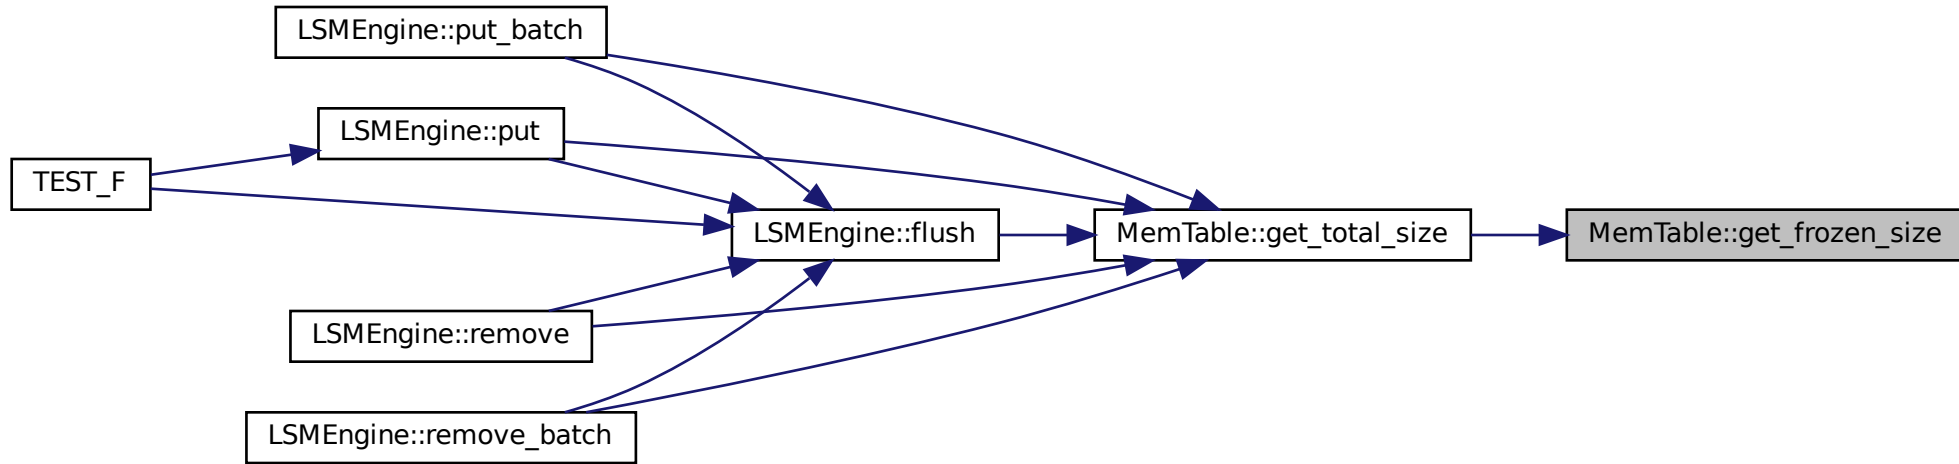 LSMEngine::put_batch
LSMEngine::put
TEST_F
LSMEngine::flush
MemTable::get_total_size
MemTable::get_frozen_size
LSMEngine::remove
LSMEngine::remove_batch